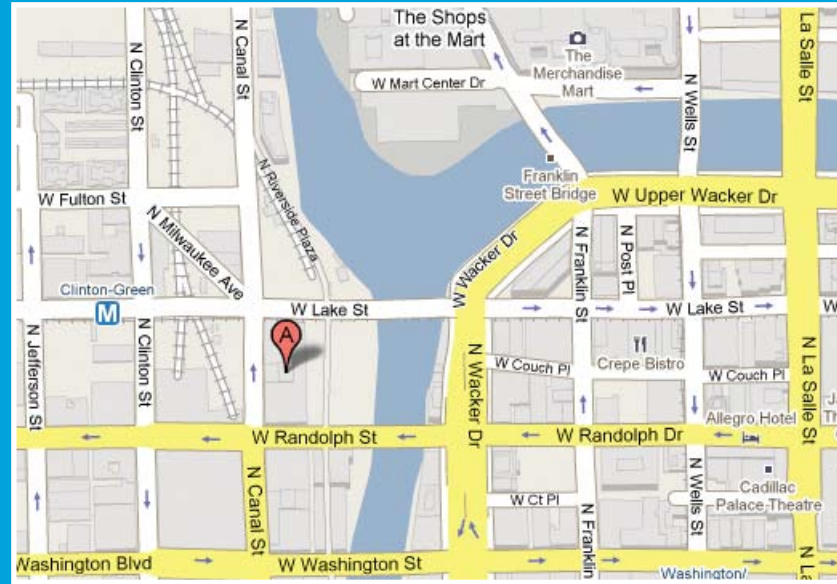 The Shops
at the Mart
La Salle St
N Clinton St
N Canal St
The
Merchandise
Mart
W Mart Center Dr
N Wells St
N Riverside Plaza
Franklin
Street Bridge
W Fulton St
W Upper Wacker Dr
N Milwaukee Ave
W Wacker Dr
N Franklin St
N Post Pl
Clinton-Green
M
W Lake St
W Lake St
W
A
N Jefferson St
N Clinton St
N Wacker Dr
W Couch Pl
Crepe Bistro
W Couch Pl
N La Salle St
Allegro Hotel
W Randolph St
W Randolph Dr
N Canal St
N Wells St
Cadillac
Palace Theatre
W Ct Pl
N Franklin
Washington Blvd
W Washington St
Washington/
N La